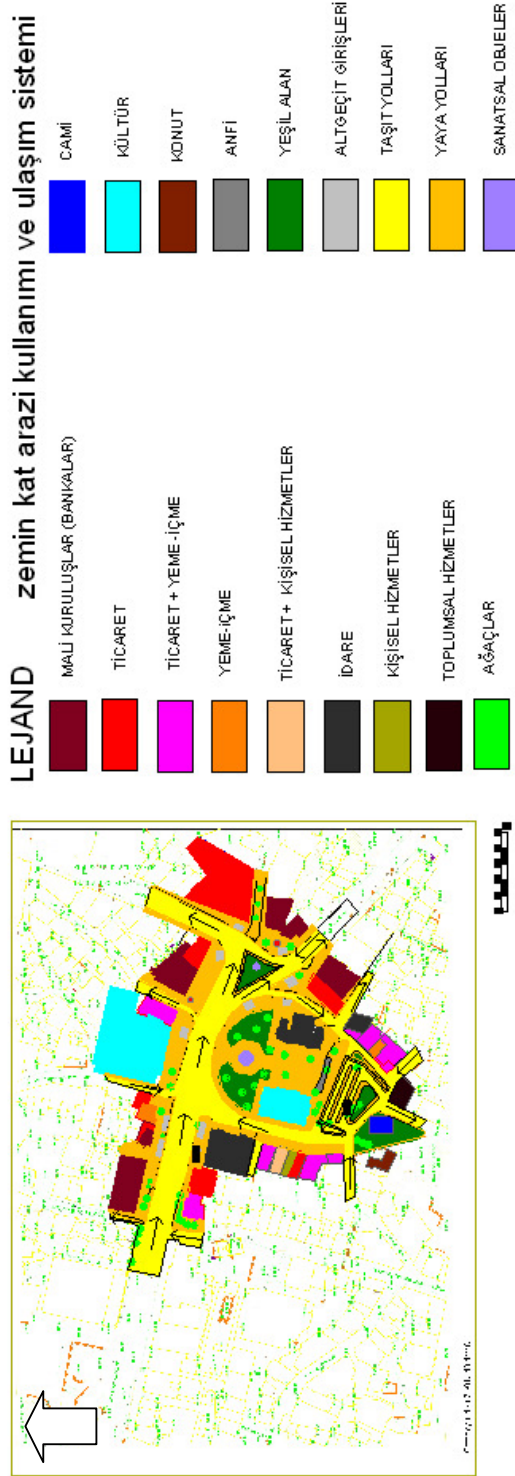 LEJAND zemin kat arazi kullanımı ve ulaşım sistemi
MALİ KURULUŞLAR (BANKALAR)
TİCARET
TİCARET + YEME-İÇME
YEME-İÇME
TİCARET + KİŞİSEL HİZMETLER
İDARE
KİŞİSEL HİZMETLER
TOPLUMSAL HİZMETLER
AĞAÇLAR
CAMİ
KÜLTÜR
KONUT
ANFİ
YEŞİL ALAN
ALTGEÇİT GİRİŞLERİ
TAŞIT YOLLARI
YAYA YOLLARI
SANATSAL OBJELER